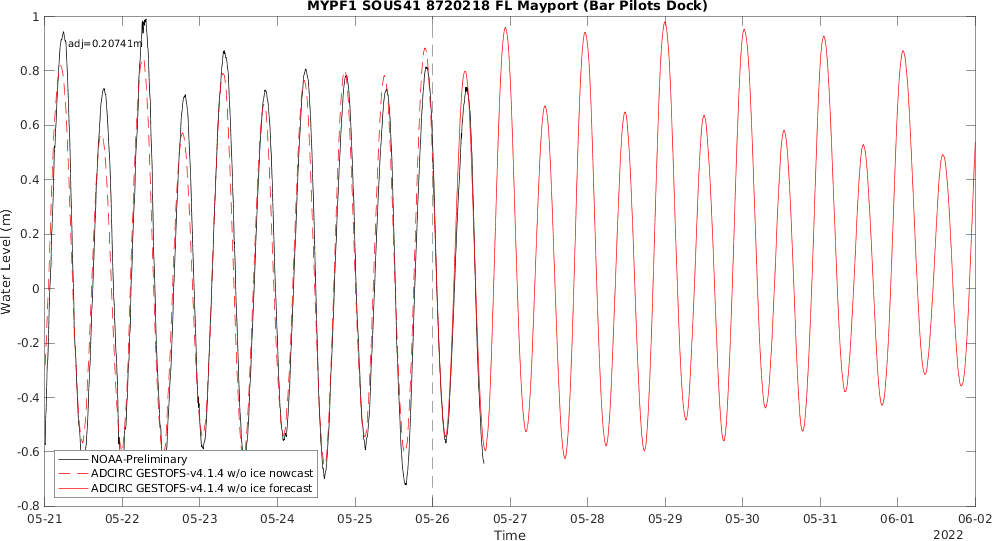 MYPF1 SOUS41 8720218 FL Mayport (Bar Pilots Dock)
adj=0.20741m
1
0.8
0.6
0.4
0.2
0
-0.2
-0.4
-0.6
-0.8
Water Level (m)
NOAA-Preliminary
ADCIRC GESTOFS-v4.1.4 w/o ice nowcast
ADCIRC GESTOFS-v4.1.4 w/o ice forecast
05-21 05-22 05-23 05-24 05-25 05-26 05-27 05-28 05-29 05-30 05-31 06-01 06-02
Time
2022